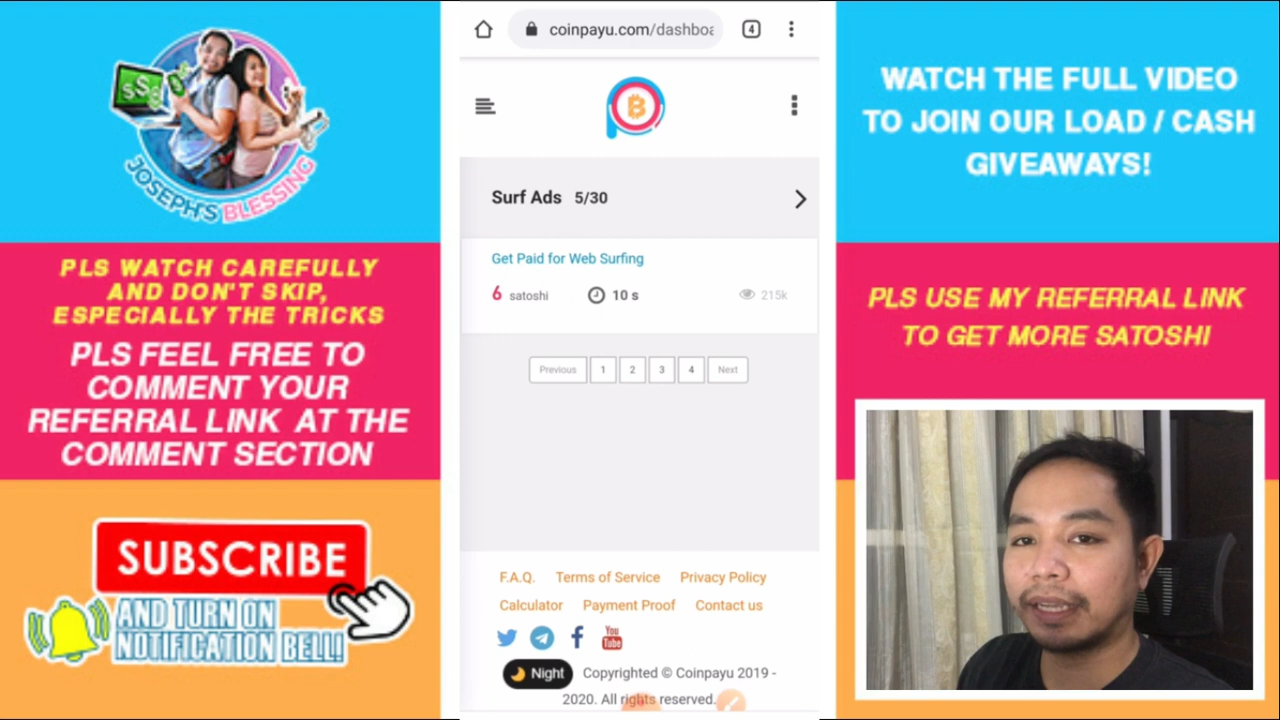 $$$
JOSEPH'S BLESSING
PLS WATCH CAREFULLY
AND DON'T SKIP,
ESPECIALLY THE TRICKS
PLS FEEL FREE TO
COMMENT YOUR
REFERRAL LINK AT THE
COMMENT SECTION
SUBSCRIBE
AND TURN ON
NOTIFICATION BELL!
coinpayu.com/dashboa
4
B
Surf Ads 5/30
Get Paid for Web Surfing
6 satoshi 10 s 215k
Previous 1 2 3 4 Next
F.A.Q. Terms of Service Privacy Policy
Calculator Payment Proof Contact us
You
Tube
Night Copyrighted © Coinpayu 2019 -
2020. All rights reserved.
WATCH THE FULL VIDEO
TO JOIN OUR LOAD / CASH
GIVEAWAYS!
PLS USE MY REFERRAL LINK
TO GET MORE SATOSHI